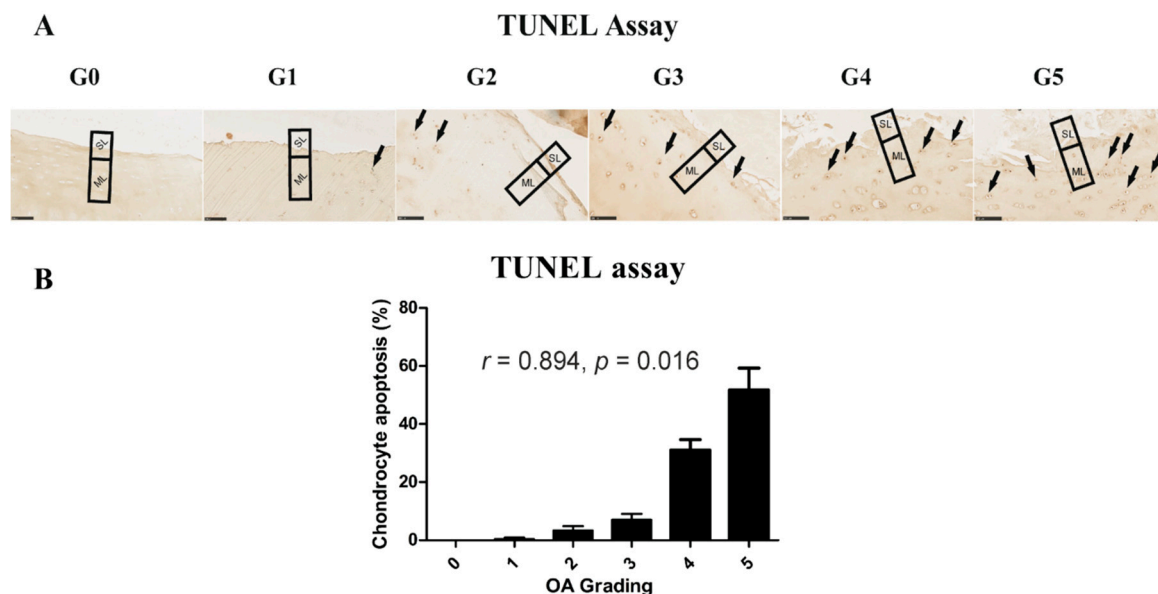 A
TUNEL Assay
G0 G1 G2 G3 G4 G5
SL SL SL SL SL SL
ML ML ML ML ML ML
B
TUNEL assay
Chondrocyte apoptosis (%)
80
60
40
20
0
r = 0.894, p = 0.016
0 1 2 3 4 5
OA Grading